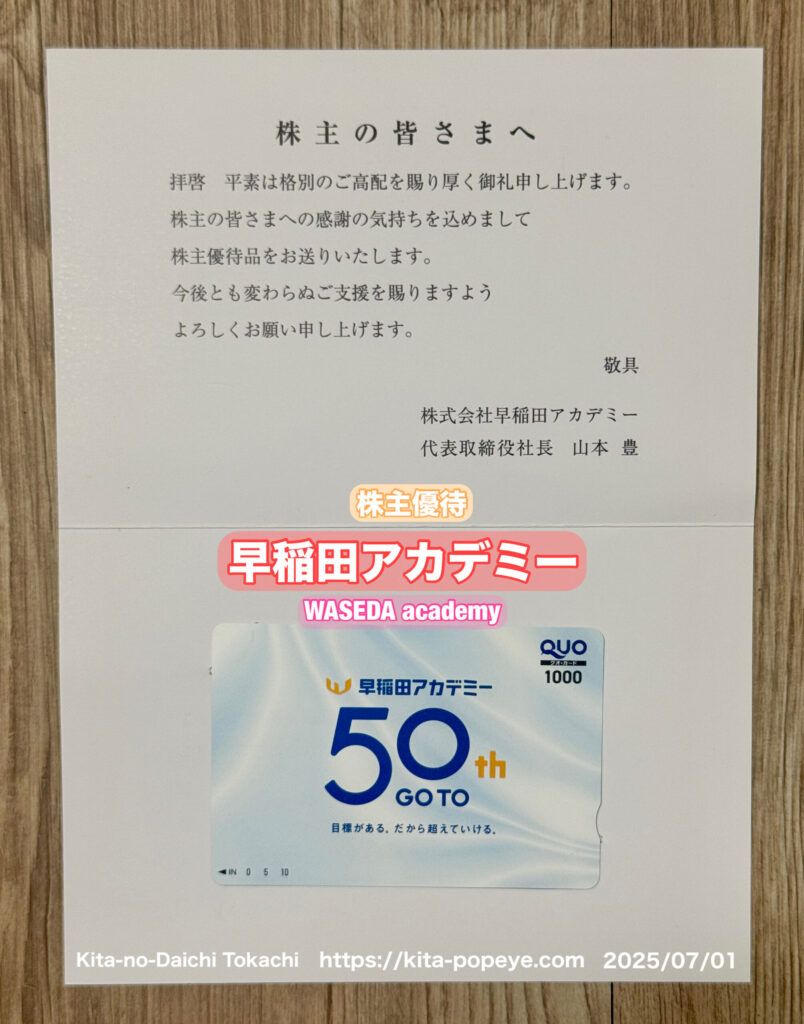 株主の皆さまへ
拝啓　平素は格別のご高配を賜り厚く御礼申し上げます。
株主の皆さまへの感謝の気持ちを込めまして
株主優待品をお送りいたします。
今後とも変わらぬご支援を賜りますよう
よろしくお願い申し上げます。
敬具
株式会社早稲田アカデミー
代表取締役社長　山本 豊
株主優待
早稲田アカデミー
WASEDA academy
QUO
クオ・カード
1000
早稲田アカデミー
50th
GO TO
目標がある。だから超えていける。
◀IN 0 5 10
Kita-no-Daichi Tokachi https://kita-popeye.com 2025/07/01